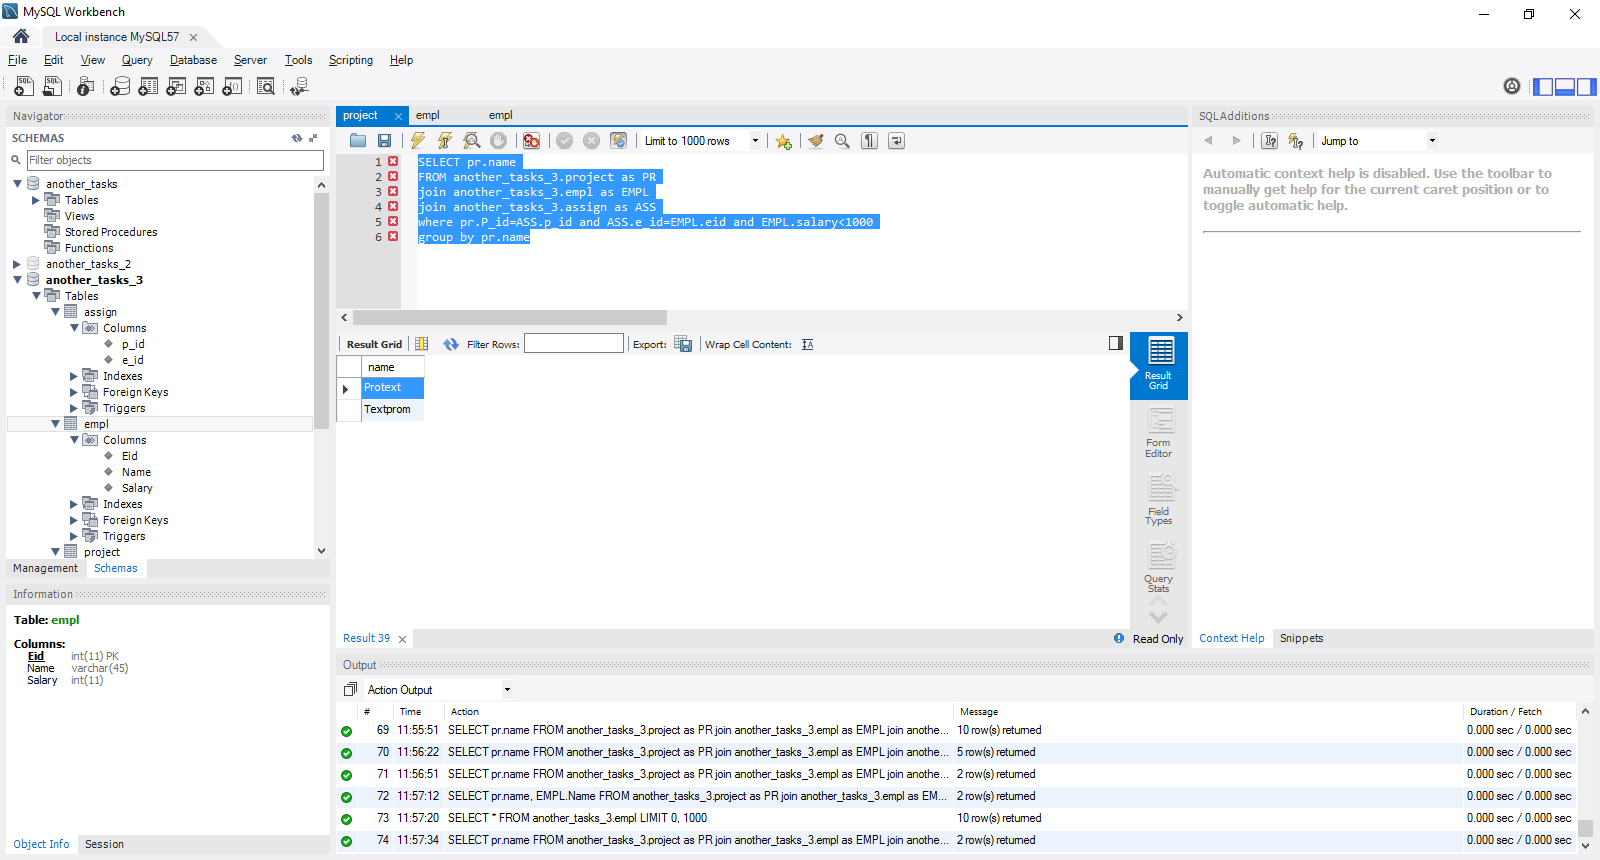 MySQL Workbench
Local instance MySQL57
File Edit View Query Database Server Tools Scripting Help
Navigator
SCHEMAS
Filter objects
another_tasks
Tables
Views
Stored Procedures
Functions
another_tasks_2
another_tasks_3
Tables
assign
Columns
p_id
e_id
Indexes
Foreign Keys
Triggers
empl
Columns
Eid
Name
Salary
Indexes
Foreign Keys
Triggers
project
Management Schemas
Information
Table: empl
Columns:
Eid int(11) PK
Name varchar(45)
Salary int(11)
Object Info Session
project empl empl
Limit to 1000 rows
1 SELECT pr.name
2 FROM another_tasks_3.project as PR
3 join another_tasks_3.empl as EMPL
4 join another_tasks_3.assign as ASS
5 where pr.P_id=ASS.p_id and ASS.e_id=EMPL.eid and EMPL.salary<1000
6 group by pr.name
Result Grid Filter Rows: Export: Wrap Cell Content:
name
Protext
Textprom
Result Grid
Form Editor
Field Types
Query Stats
Result 39 Read Only
SQLAdditions
Jump to
Automatic context help is disabled. Use the toolbar to
manually get help for the current caret position or to
toggle automatic help.
Context Help Snippets
Output
Action Output
# Time Action Message Duration / Fetch
69 11:55:51 SELECT pr.name FROM another_tasks_3.project as PR join another_tasks_3.empl as EMPL join anothe... 10 row(s) returned 0.000 sec / 0.000 sec
70 11:56:22 SELECT pr.name FROM another_tasks_3.project as PR join another_tasks_3.empl as EMPL join anothe... 5 row(s) returned 0.000 sec / 0.000 sec
71 11:56:51 SELECT pr.name FROM another_tasks_3.project as PR join another_tasks_3.empl as EMPL join anothe... 2 row(s) returned 0.000 sec / 0.000 sec
72 11:57:12 SELECT pr.name, EMPL.Name FROM another_tasks_3.project as PR join another_tasks_3.empl as EM... 2 row(s) returned 0.000 sec / 0.000 sec
73 11:57:20 SELECT * FROM another_tasks_3.empl LIMIT 0, 1000 10 row(s) returned 0.000 sec / 0.000 sec
74 11:57:34 SELECT pr.name FROM another_tasks_3.project as PR join another_tasks_3.empl as EMPL join anothe... 2 row(s) returned 0.000 sec / 0.000 sec